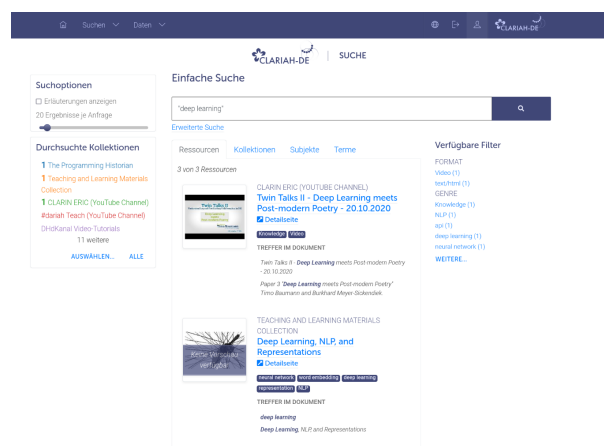 Suchen
Daten
CLARIAH-DE
CLARIAH-DE | SUCHE
Suchoptionen
Erläuterungen anzeigen
20 Ergebnisse je Anfrage
Durchsuchte Kollektionen
1 The Programming Historian
1 Teaching and Learning Materials
Collection
1 CLARIN ERIC (YouTube Channel)
#dariah Teach (YouTube Channel)
DHdKanal Video-Tutorials
11 weitere
AUSWÄHLEN... ALLE
Einfache Suche
"deep learning"
Erweiterte Suche
Ressourcen Kollektionen Subjekte Terme
3 von 3 Ressourcen
Twin Talks II
CLARIN ERIC (YOUTUBE CHANNEL)
Twin Talks II - Deep Learning meets
Post-modern Poetry - 20.10.2020
Detailseite
Knowledge Video
TREFFER IM DOKUMENT
Twin Talks II - Deep Learning meets Post-modern Poetry
- 20.10.2020
Paper 3 "Deep Learning meets Post-modern Poetry"
Timo Baumann and Burkhard Meyer-Sickendiek
Keine Vorschau
verfügbar
TEACHING AND LEARNING MATERIALS
COLLECTION
Deep Learning, NLP, and
Representations
Detailseite
neural network word embedding deep learning
representation NLP
TREFFER IM DOKUMENT
deep learning
Deep Learning, NLP, and Representations
Verfügbare Filter
FORMAT
Video (1)
text/html (1)
GENRE
Knowledge (1)
NLP (1)
api (1)
deep learning (1)
neural network (1)
WEITERE...